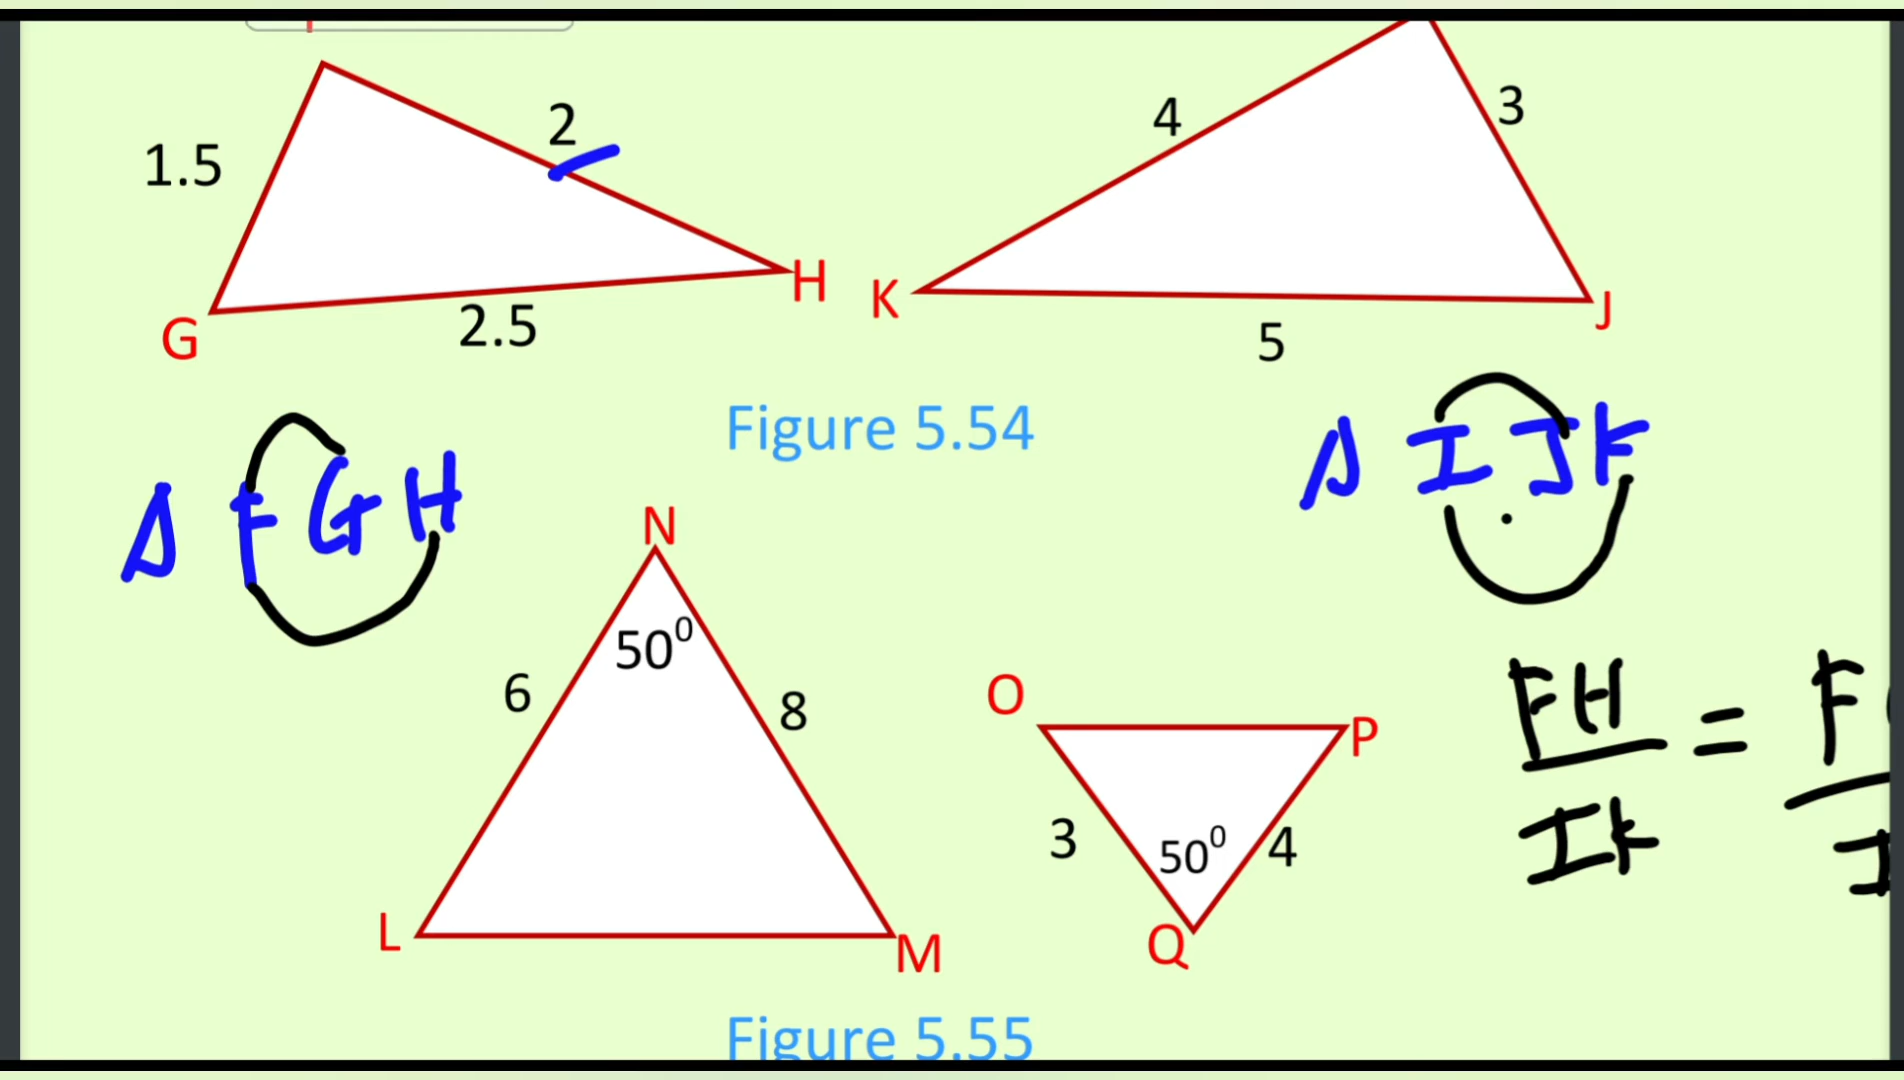 2
4
3
1.5
H
K
J
G
2.5
5
Figure 5.54
Δ FGH
Δ IJK
N
50⁰
6
8
O
P
FH = F
IK
3
50⁰
4
L
M
Q
Figure 5.55